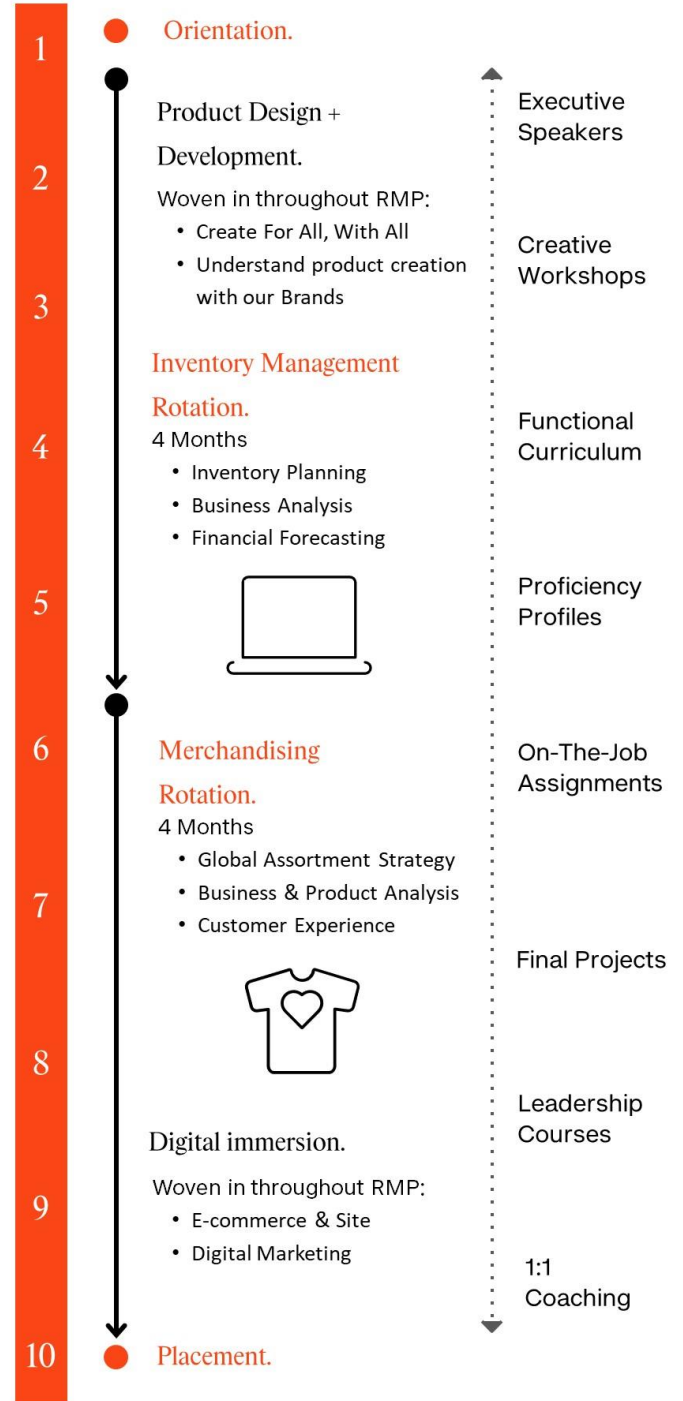 1
Orientation.
Product Design +
Development.
Woven in throughout RMP:
• Create For All, With All
• Understand product creation
with our Brands
2
3
Inventory Management
Rotation.
4 Months
• Inventory Planning
• Business Analysis
• Financial Forecasting
4
5
6
Merchandising
Rotation.
4 Months
• Global Assortment Strategy
• Business & Product Analysis
• Customer Experience
7
8
Digital immersion.
Woven in throughout RMP:
• E-commerce & Site
• Digital Marketing
9
10
Placement.
Executive
Speakers
Creative
Workshops
Functional
Curriculum
Proficiency
Profiles
On-The-Job
Assignments
Final Projects
Leadership
Courses
1:1
Coaching